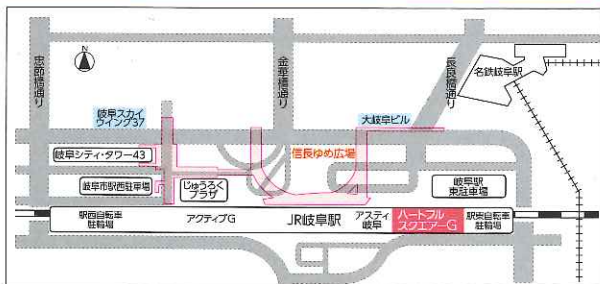 忠節橋通り
金華橋通り
長良橋通り
N
名鉄岐阜駅
岐阜スカイ
ウイング37
大岐阜ビル
岐阜シティ・タワー43
信長ゆめ広場
岐阜市駅西駐車場
じゅうろく
プラザ
岐阜駅
東駐車場
駅西自転車
駐輪場
アクティブG
JR岐阜駅
アスティ
岐阜
ハートフル
スクエアーG
駅東自転車
駐輪場